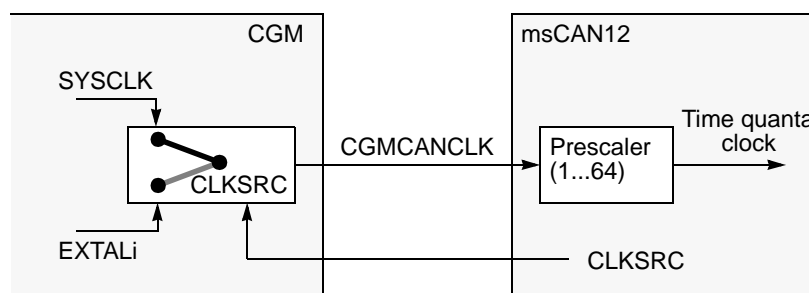 CGM
msCAN12
SYSCLK
Time quanta
clock
CGMCANCLK
Prescaler
(1...64)
CLKSRC
EXTALi
CLKSRC